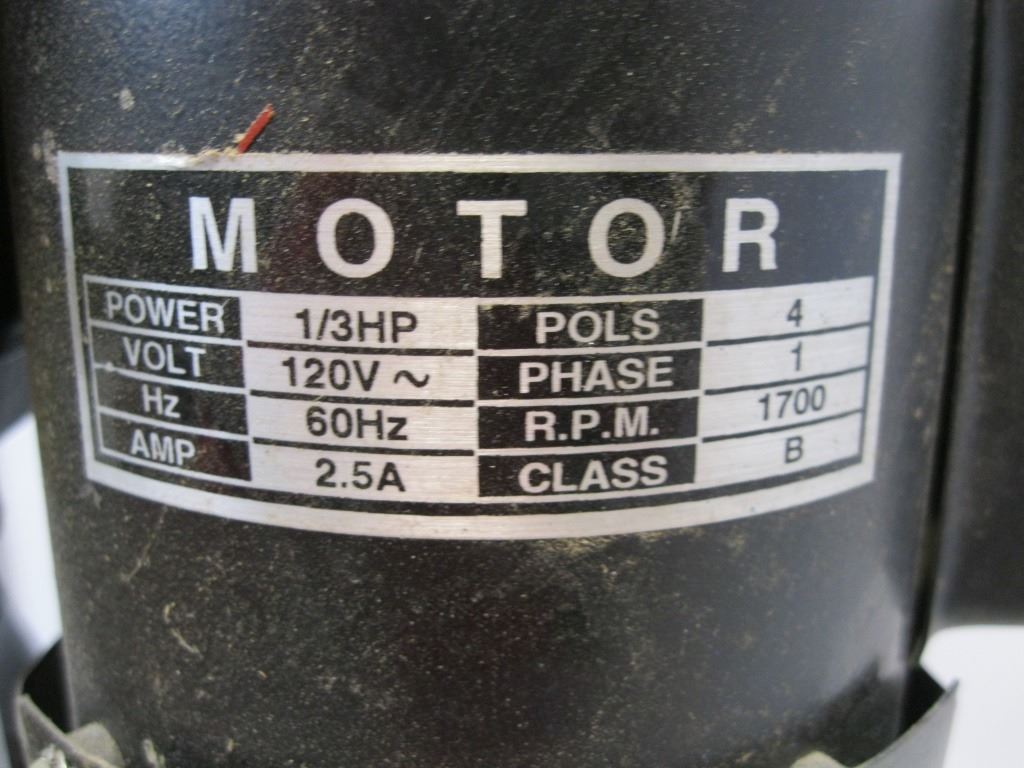 MOTOR
POWER 1/3HP POLS 4
VOLT 120V ~ PHASE 1
Hz 60Hz R.P.M. 1700
AMP 2.5A CLASS B